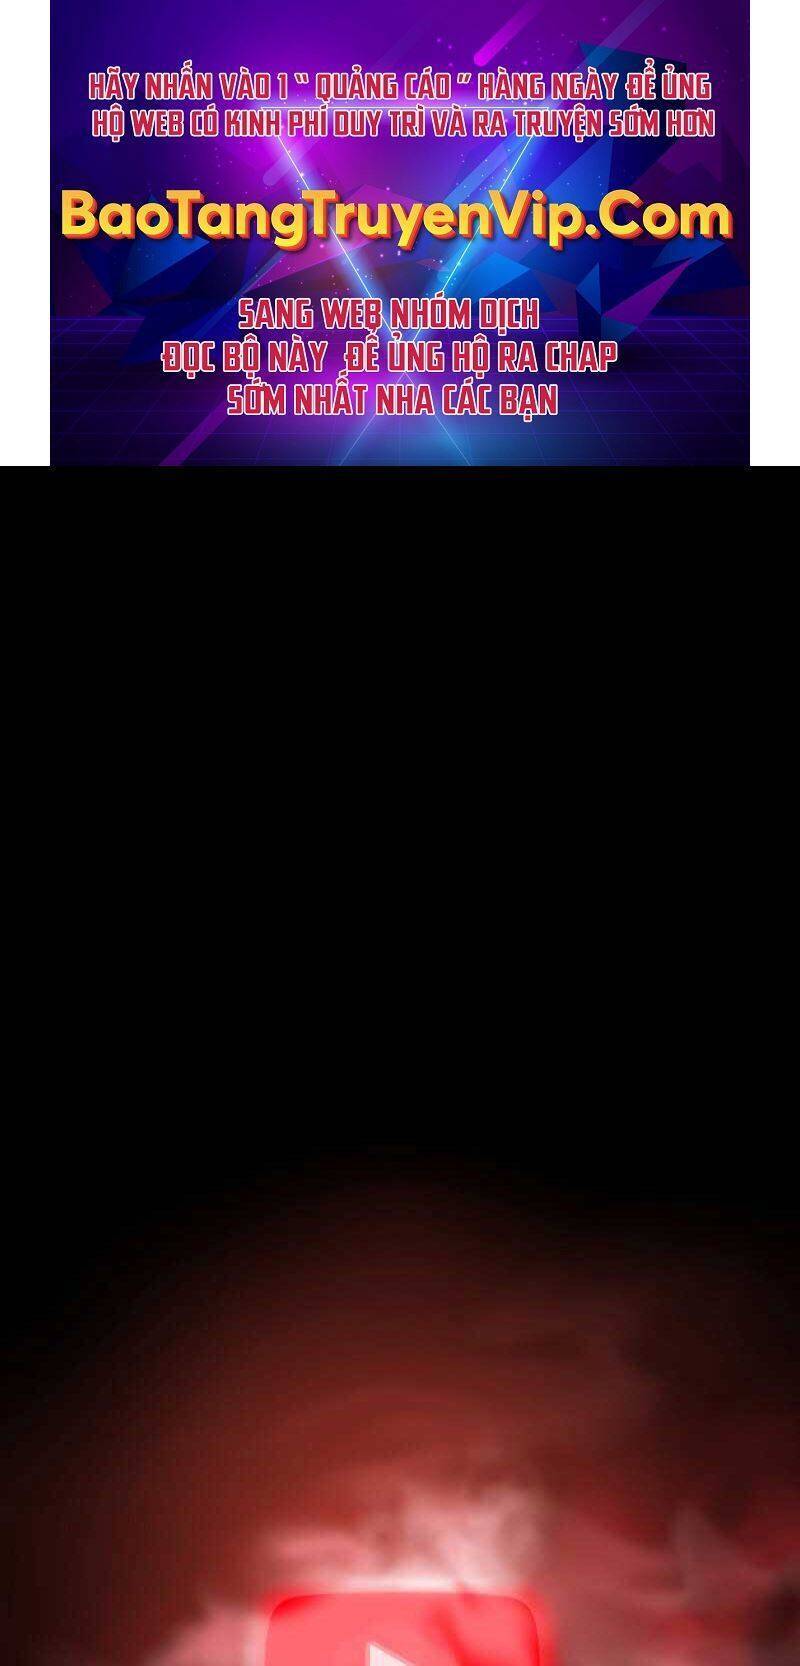 HÃY NHẤN VÀO 1 “ QUẢNG CÁO ” HÀNG NGÀY ĐỂ ỦNG
HỘ WEB CÓ KINH PHÍ DUY TRÌ VÀ RA TRUYỆN SỚM HƠN
BaoTangTruyenVip.Com
SANG WEB NHÓM DỊCH
ĐỌC BỘ NÀY ĐỂ ỦNG HỘ RA CHAP
SỚM NHẤT NHA CÁC BẠN